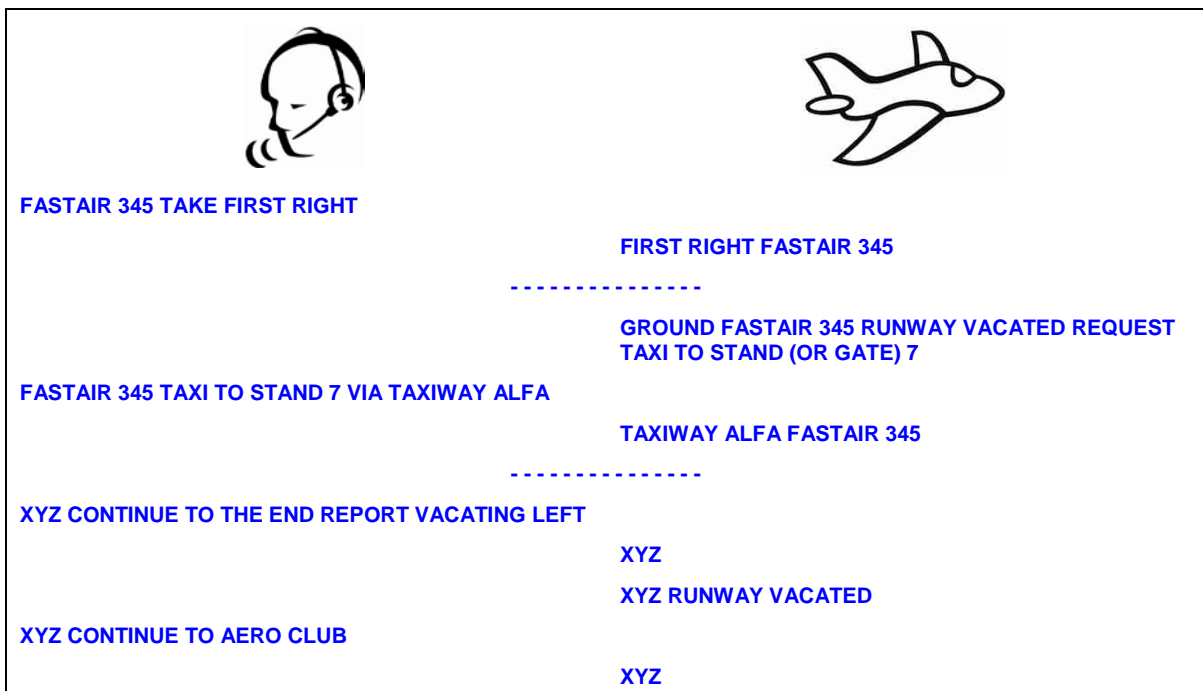 FASTAIR 345 TAKE FIRST RIGHT
FIRST RIGHT FASTAIR 345
- - - - - - - - - - - - - - -
GROUND FASTAIR 345 RUNWAY VACATED REQUEST
TAXI TO STAND (OR GATE) 7
FASTAIR 345 TAXI TO STAND 7 VIA TAXIWAY ALFA
TAXIWAY ALFA FASTAIR 345
- - - - - - - - - - - - - - -
XYZ CONTINUE TO THE END REPORT VACATING LEFT
XYZ
XYZ RUNWAY VACATED
XYZ CONTINUE TO AERO CLUB
XYZ